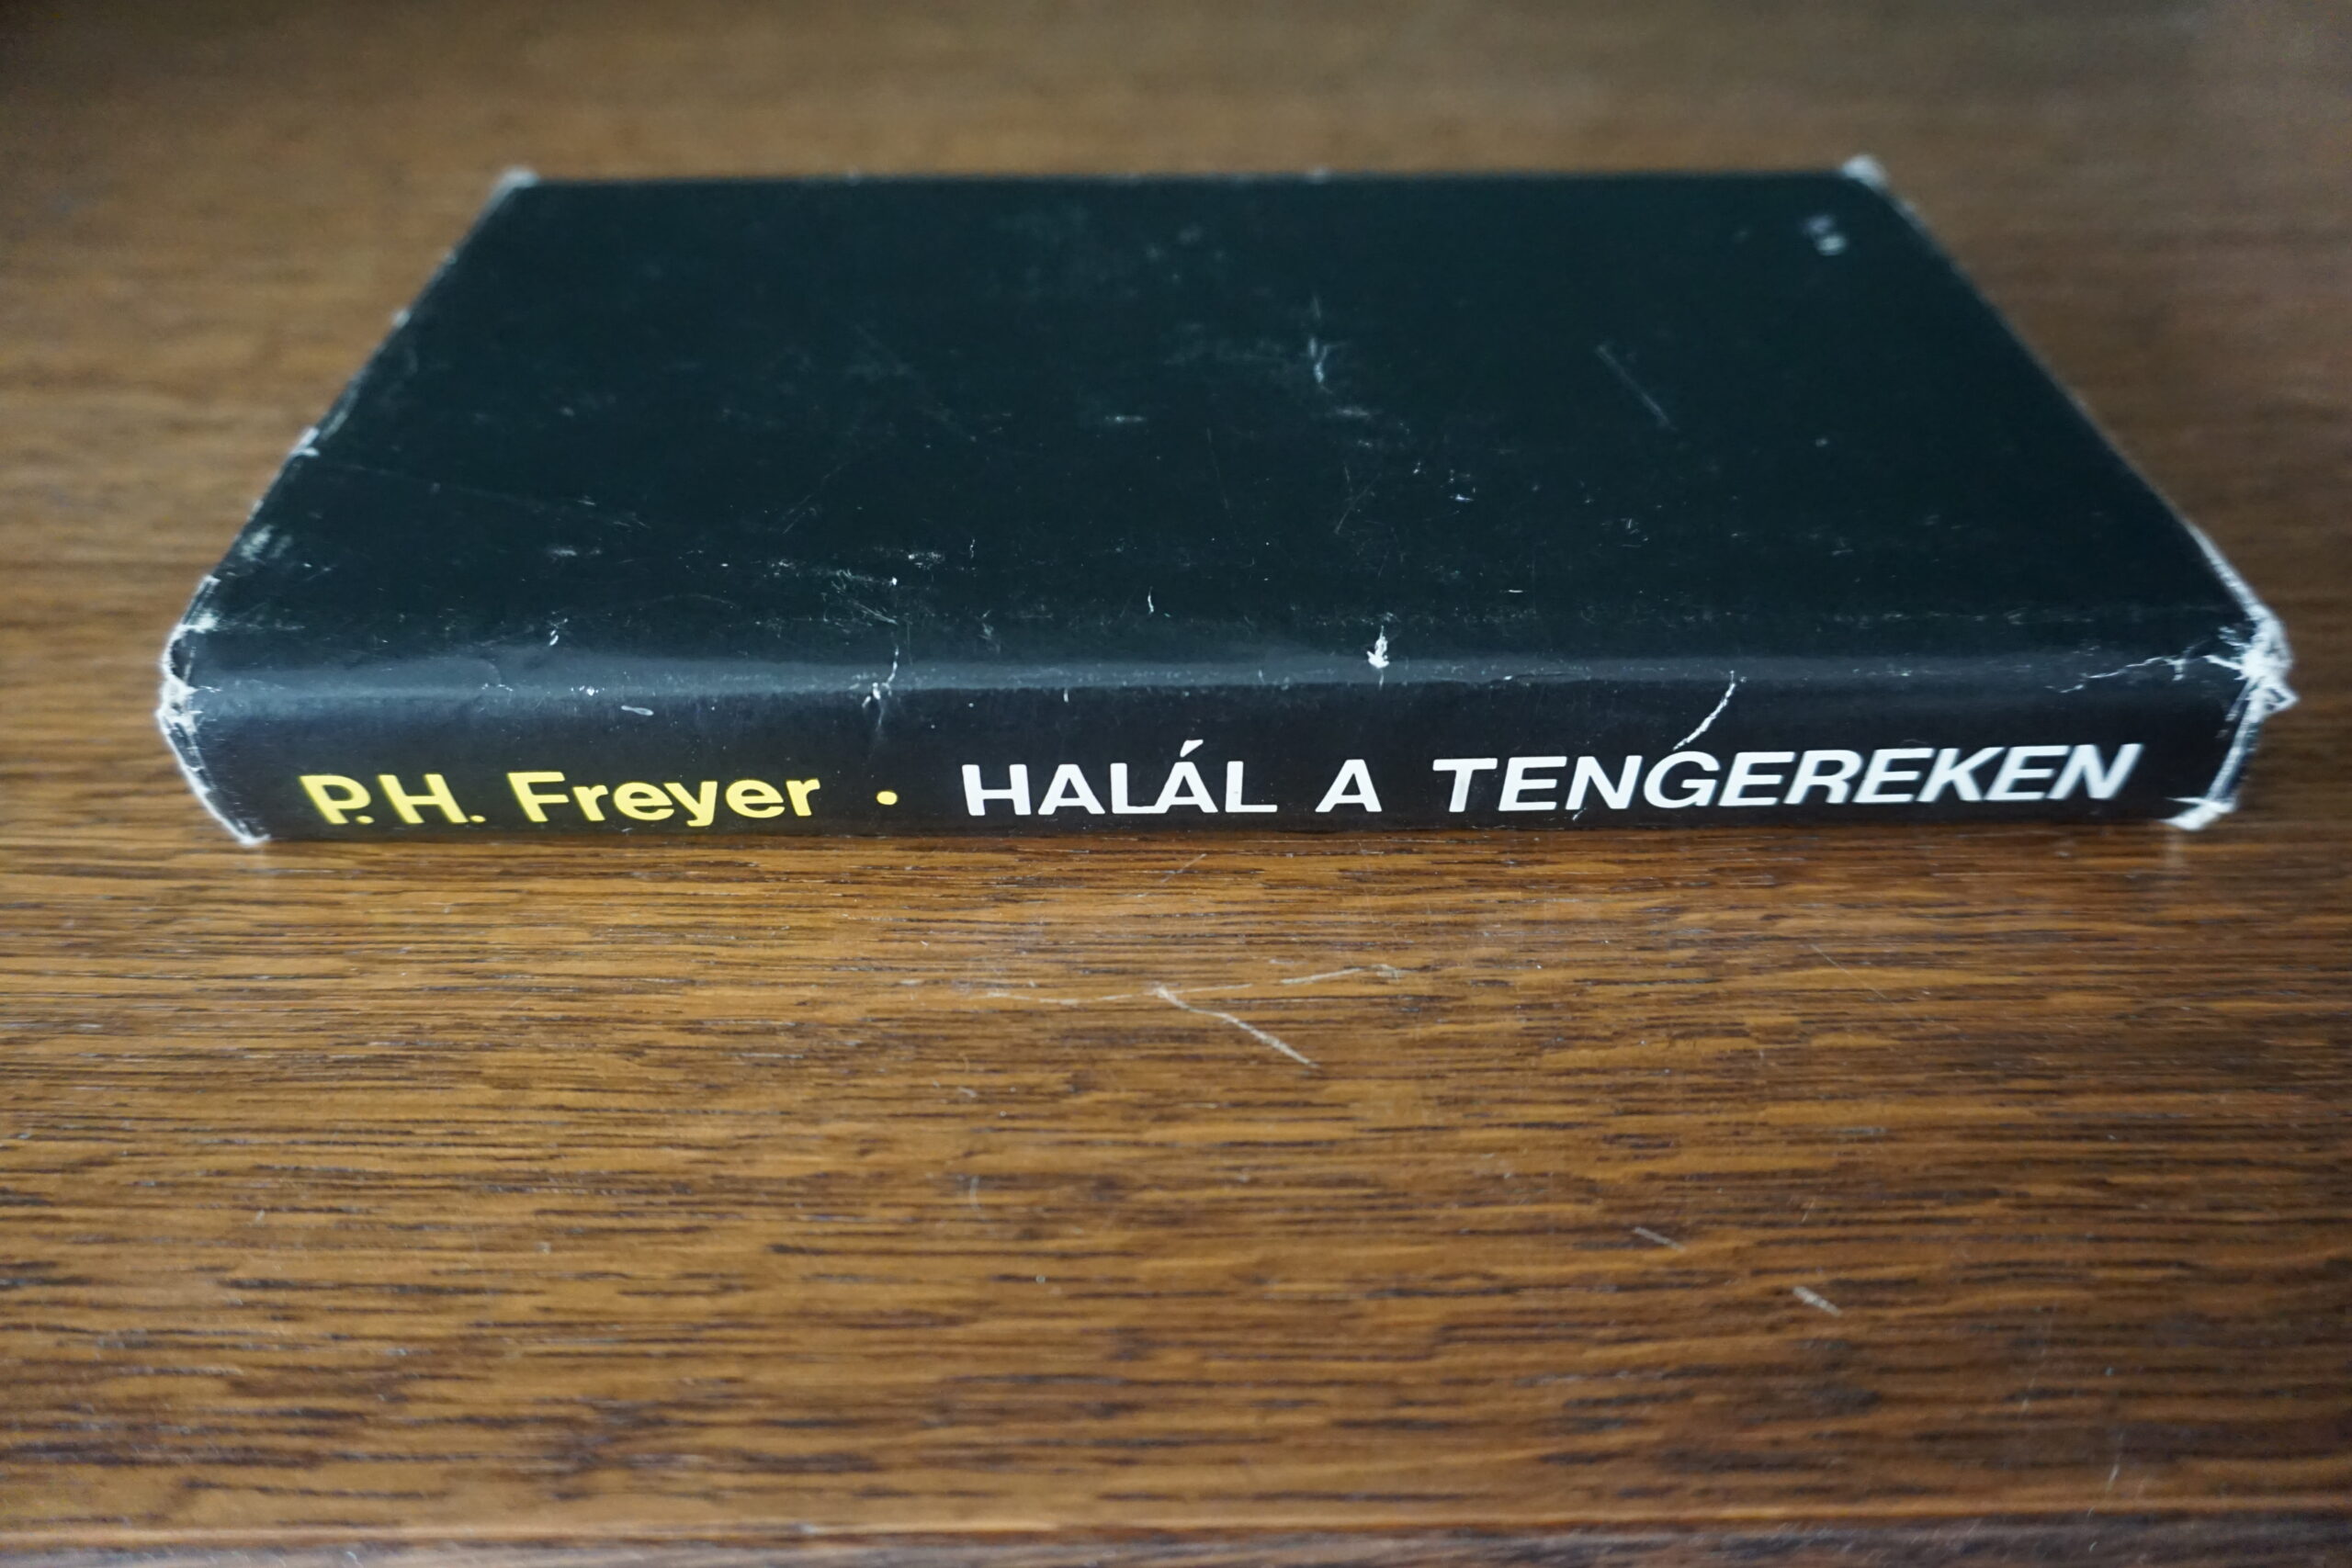 P.H. Freyer • HALÁL A TENGEREKEN